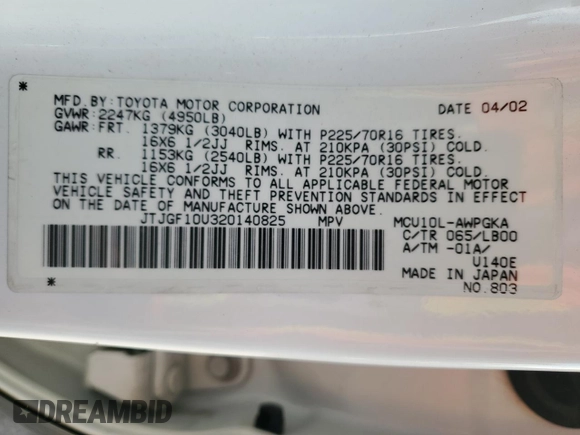 MFD.BY:TOYOTA MOTOR CORPORATION DATE 04/02
GVWR:2247KG (4950LB)
GAWR:FRT. 1379KG (3040LB) WITH P225/70R16 TIRES.
16X6 1/2JJ RIMS. AT 210KPA (30PSI) COLD.
RR. 1153KG (2540LB) WITH P225/70R16 TIRES.
16X6 1/2JJ RIMS. AT 210KPA (30PSI) COLD.
THIS VEHICLE CONFORMS TO ALL APPLICABLE FEDERAL MOTOR
VEHICLE SAFETY AND THEFT PREVENTION STANDARDS IN EFFECT
ON THE DATE OF MANUFACTURE SHOWN ABOVE.
JTJGF10U320140825 MPV MCU10L-AWPGKA
C/TR 065/LB00
A/TM -01A/
U140E
MADE IN JAPAN
NO.803
DREAMBID